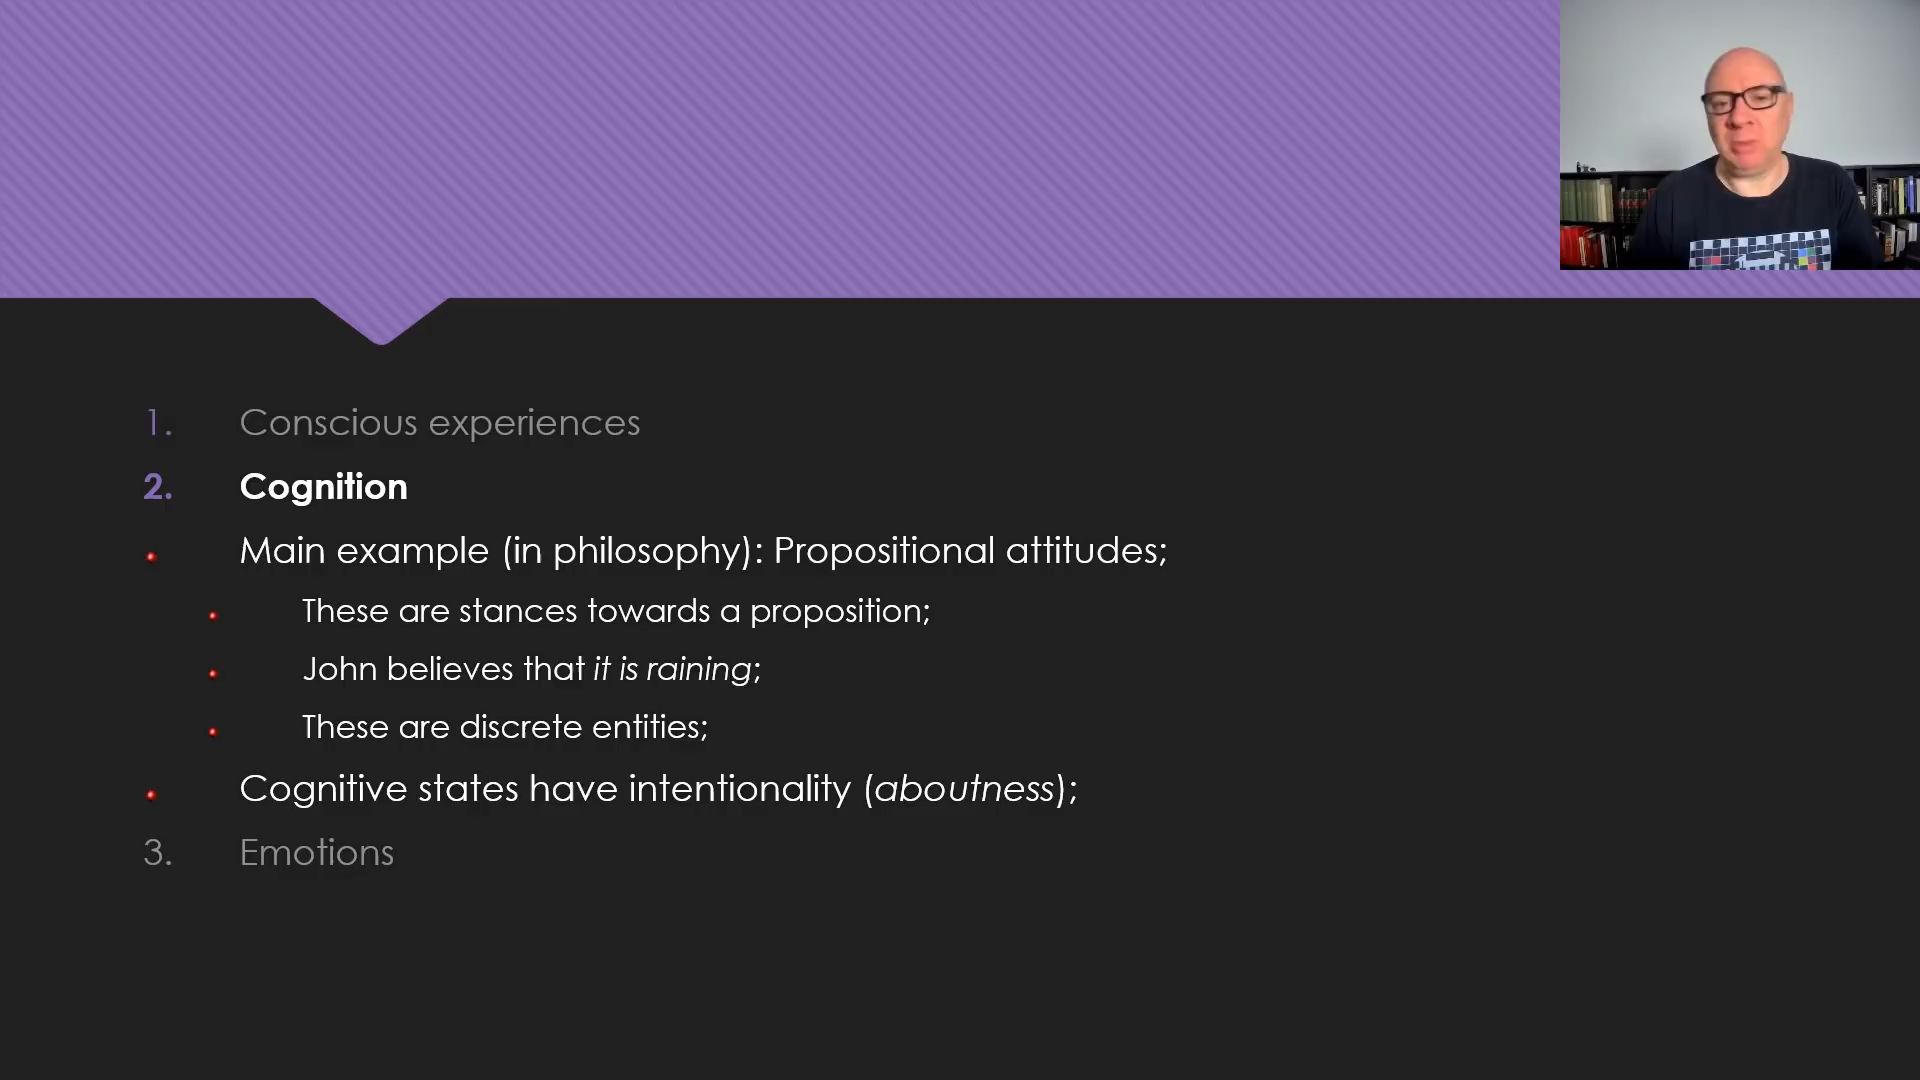 1. Conscious experiences
2. Cognition
Main example (in philosophy): Propositional attitudes;
These are stances towards a proposition;
John believes that it is raining;
These are discrete entities;
Cognitive states have intentionality (aboutness);
3. Emotions